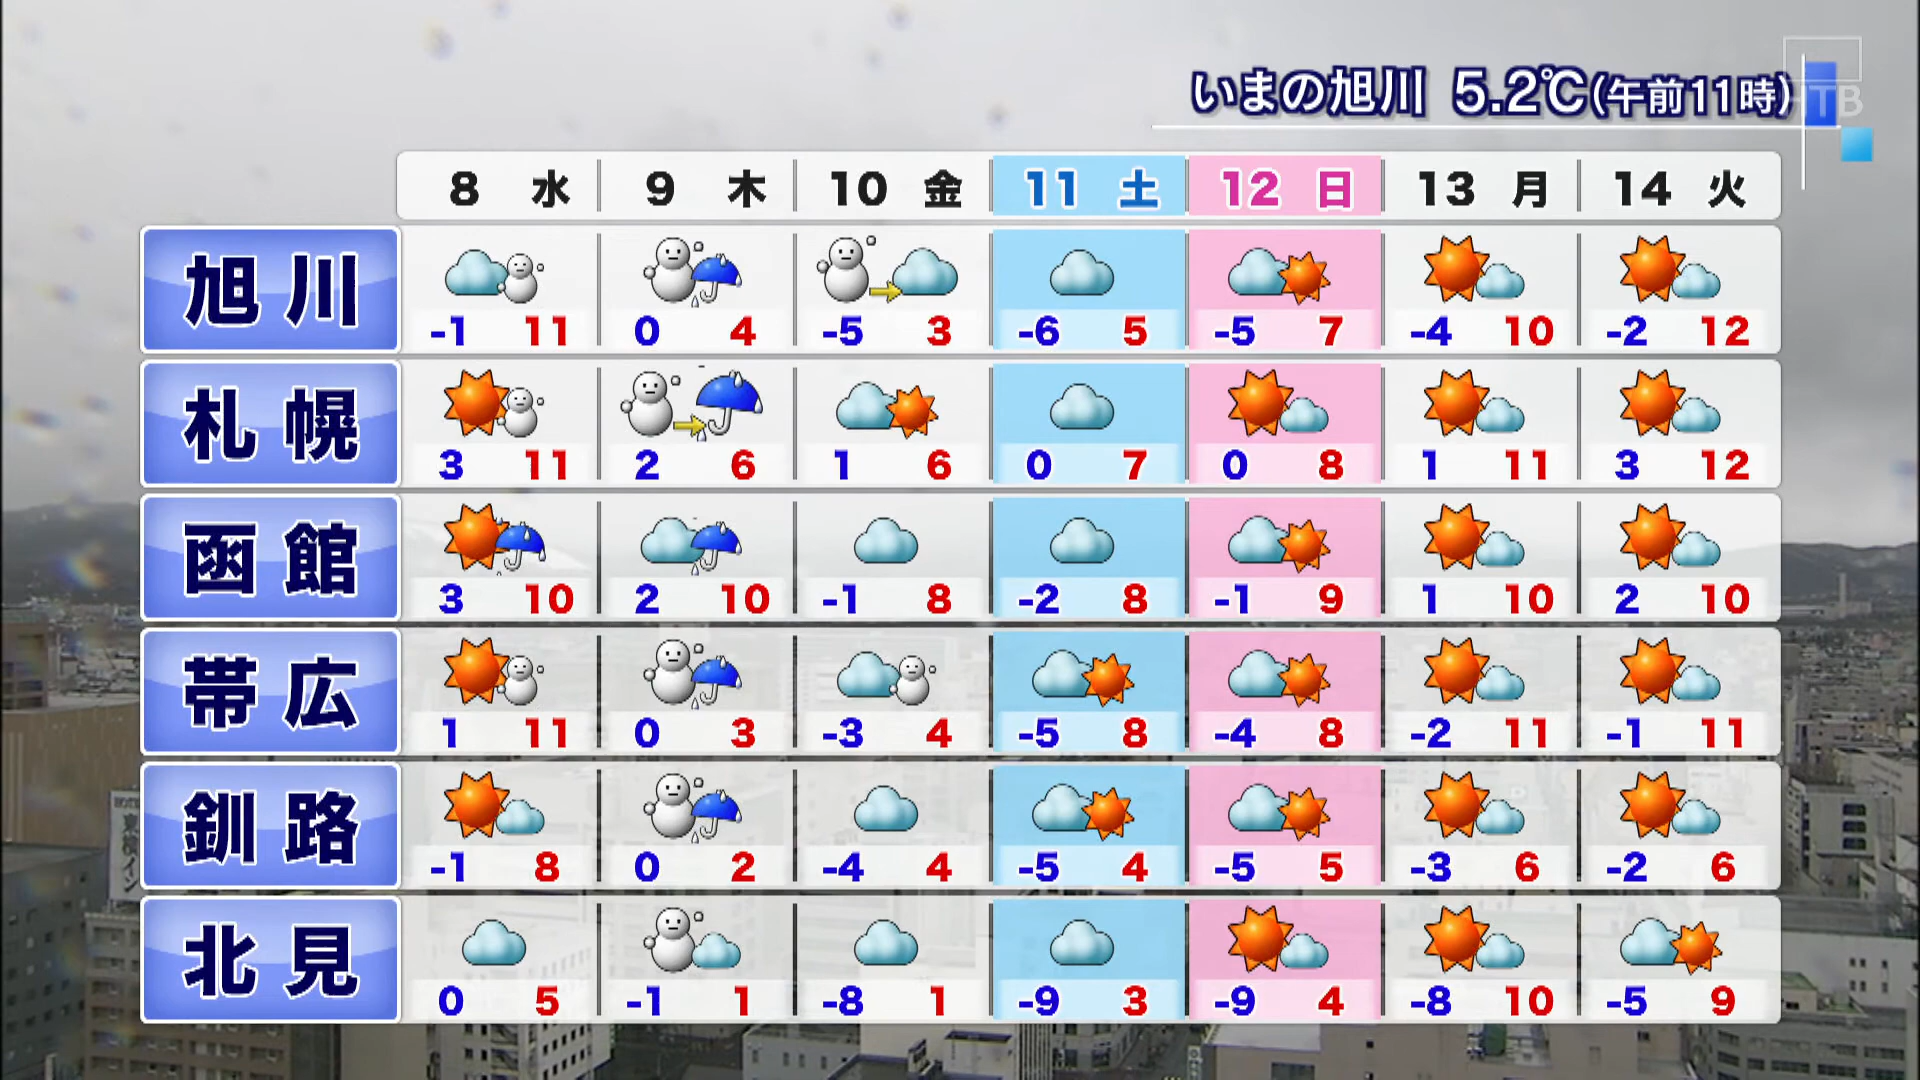 いまの旭川 5.2℃(午前11時)
HTB
8 水 9 木 10 金 11 土 12 日 13 月 14 火
旭川
-1 11 0 4 -5 3 -6 5 -5 7 -4 10 -2 12
札幌
3 11 2 6 1 6 0 7 0 8 1 11 3 12
函館
3 10 2 10 -1 8 -2 8 -1 9 1 10 2 10
帯広
1 11 0 3 -3 4 -5 8 -4 8 -2 11 -1 11
釧路
-1 8 0 2 -4 4 -5 4 -5 5 -3 6 -2 6
北見
0 5 -1 1 -8 1 -9 3 -9 4 -8 10 -5 9